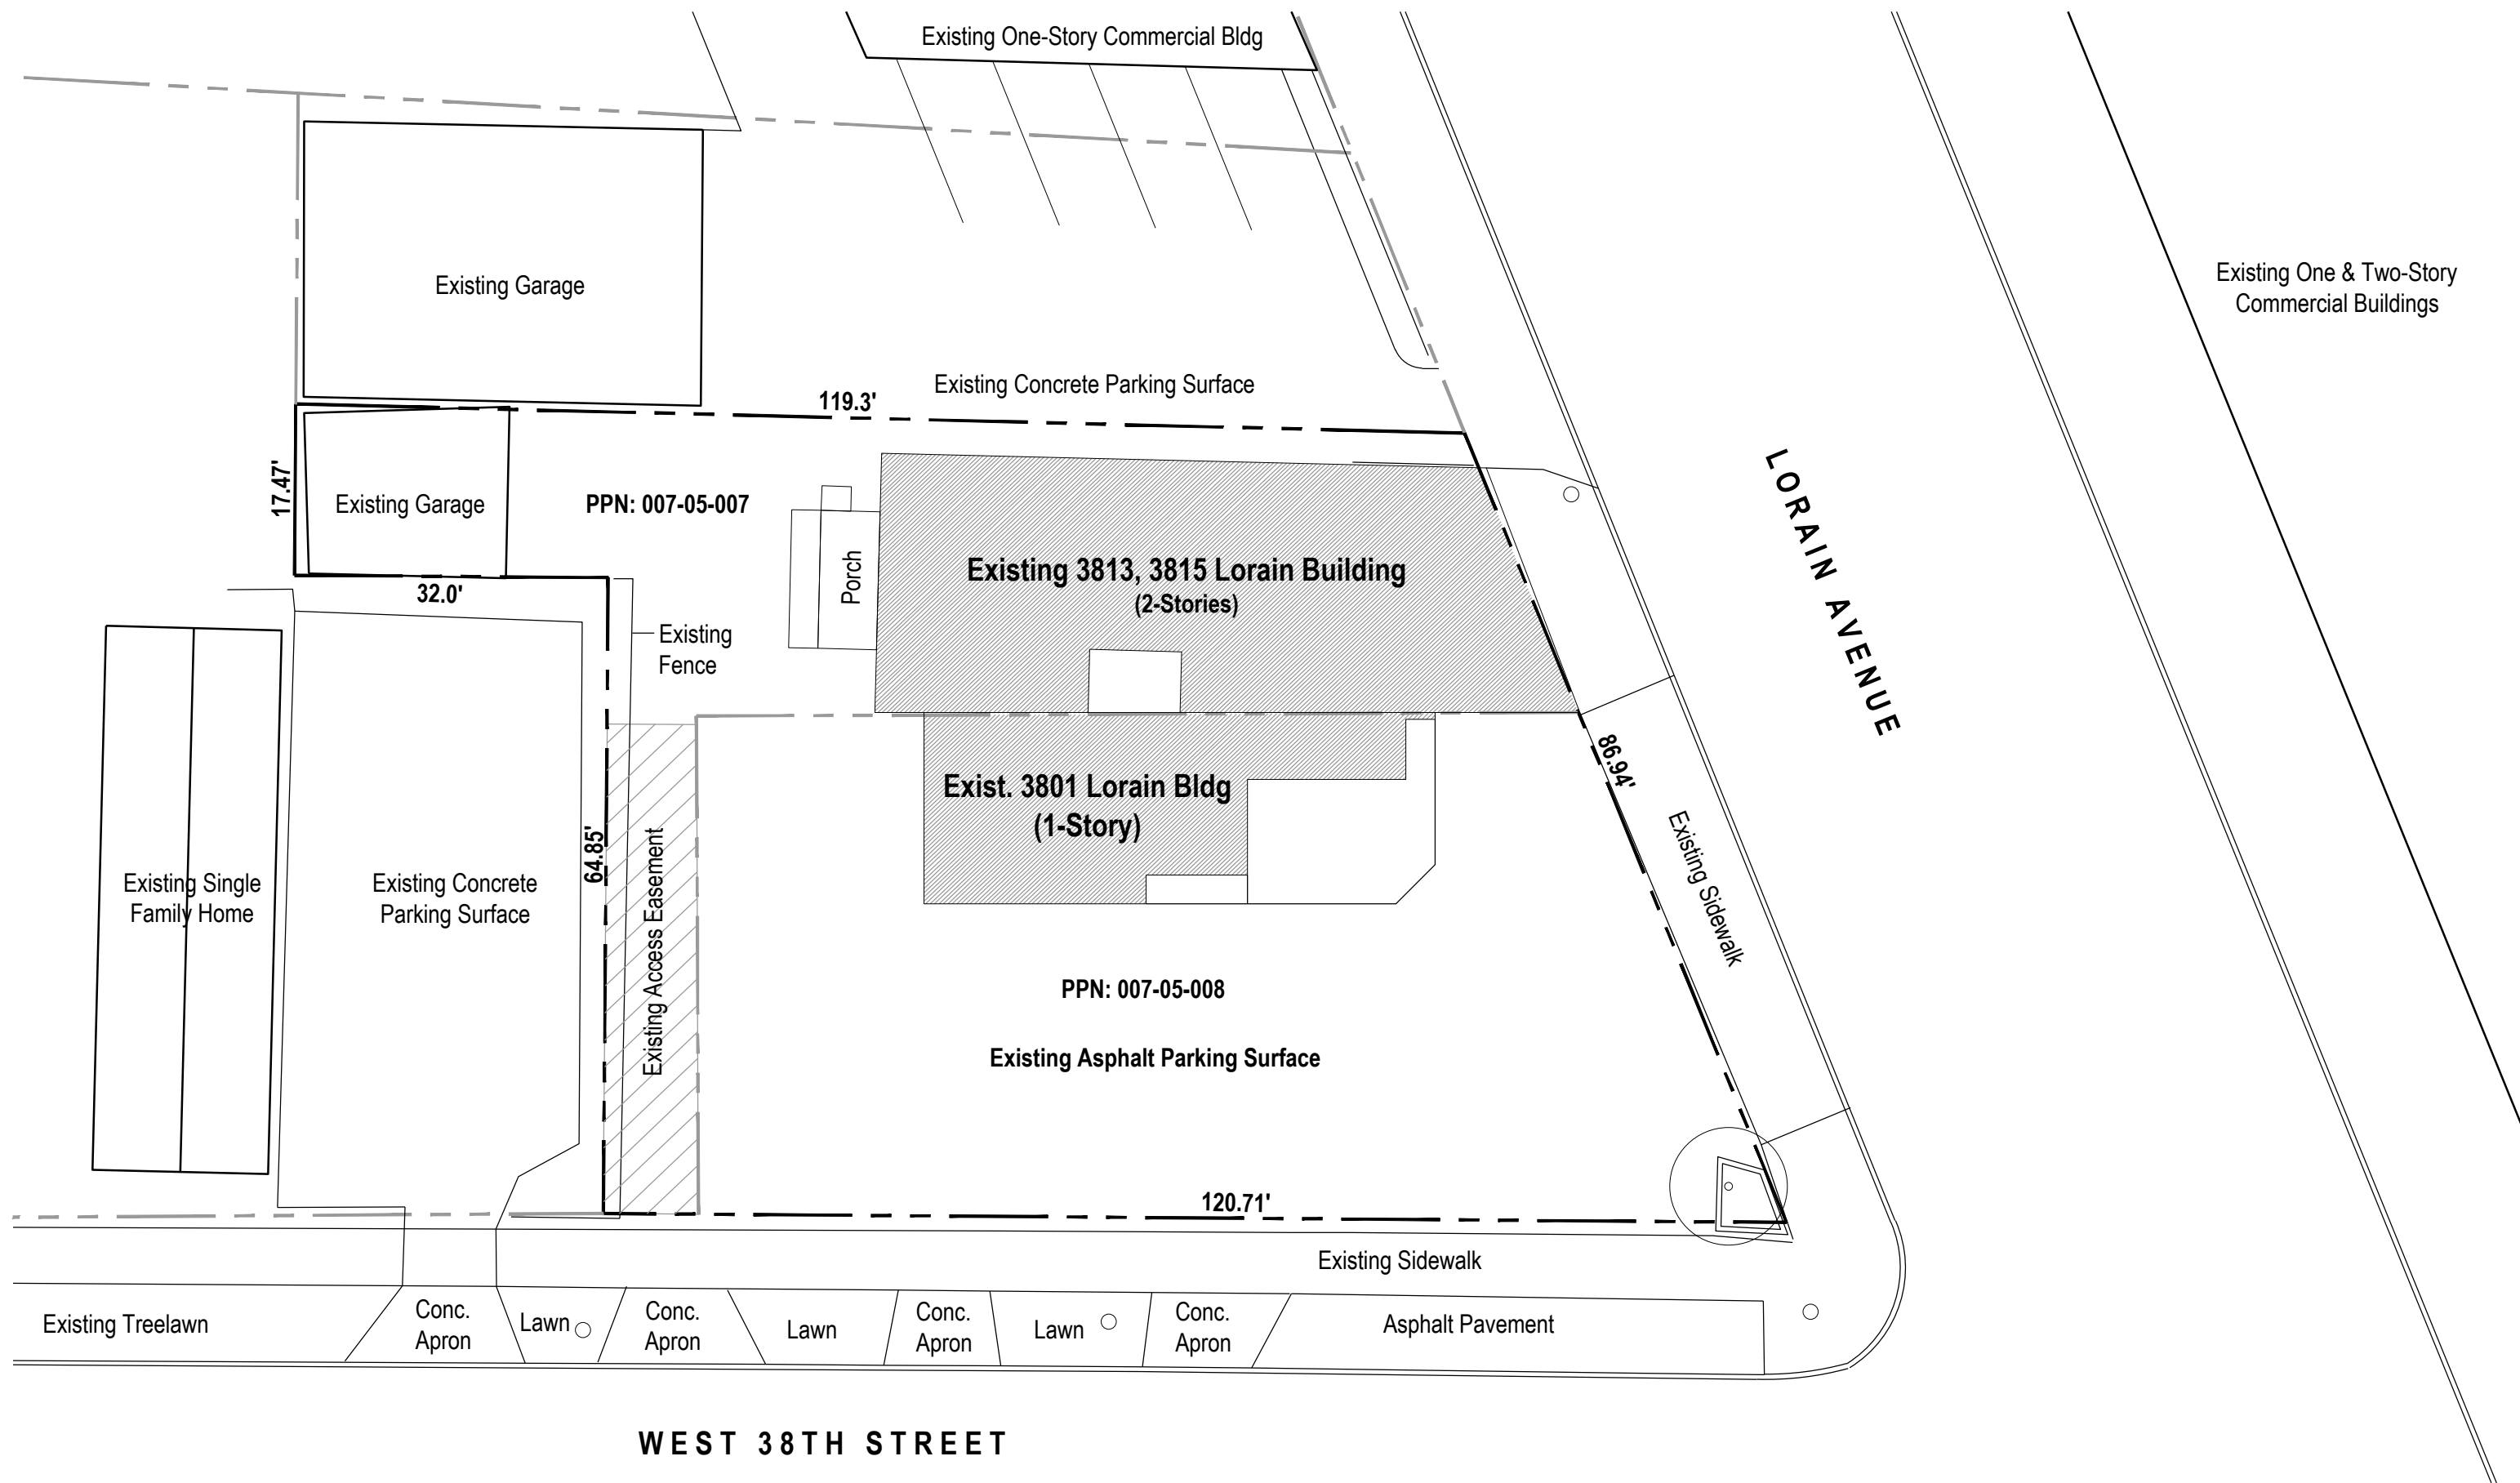 Existing One-Story Commercial Bldg
Existing One & Two-Story
Commercial Buildings
Existing Garage
Existing Concrete Parking Surface
119.3'
17.47'
Existing Garage
PPN: 007-05-007
Porch
Existing 3813, 3815 Lorain Building
(2-Stories)
LORAIN AVENUE
32.0'
Existing
Fence
86.94'
Exist. 3801 Lorain Bldg
(1-Story)
64.85'
Existing Access Easement
Existing Sidewalk
Existing Single
Family Home
Existing Concrete
Parking Surface
PPN: 007-05-008
Existing Asphalt Parking Surface
120.71'
Existing Sidewalk
Existing Treelawn
Conc.
Apron
Lawn
Conc.
Apron
Lawn
Conc.
Apron
Lawn
Conc.
Apron
Asphalt Pavement
WEST 38TH STREET